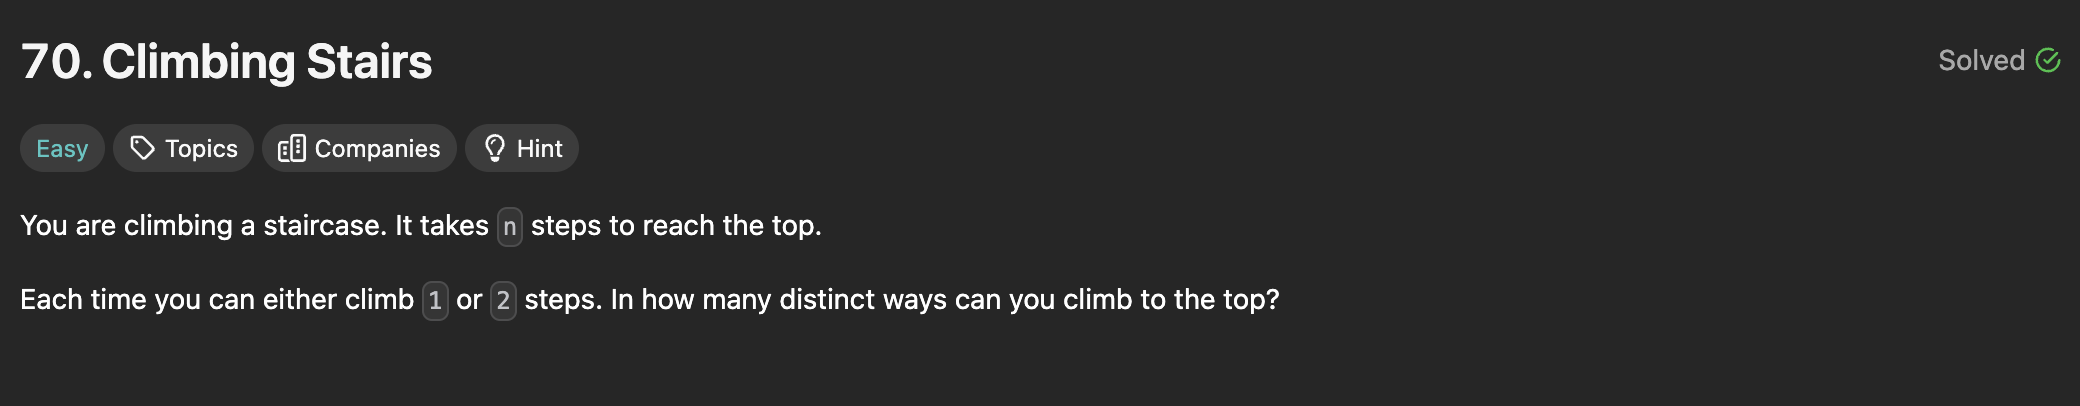 70. Climbing Stairs
Solved
Easy
Topics
Companies
Hint
You are climbing a staircase. It takes n steps to reach the top.
Each time you can either climb 1 or 2 steps. In how many distinct ways can you climb to the top?